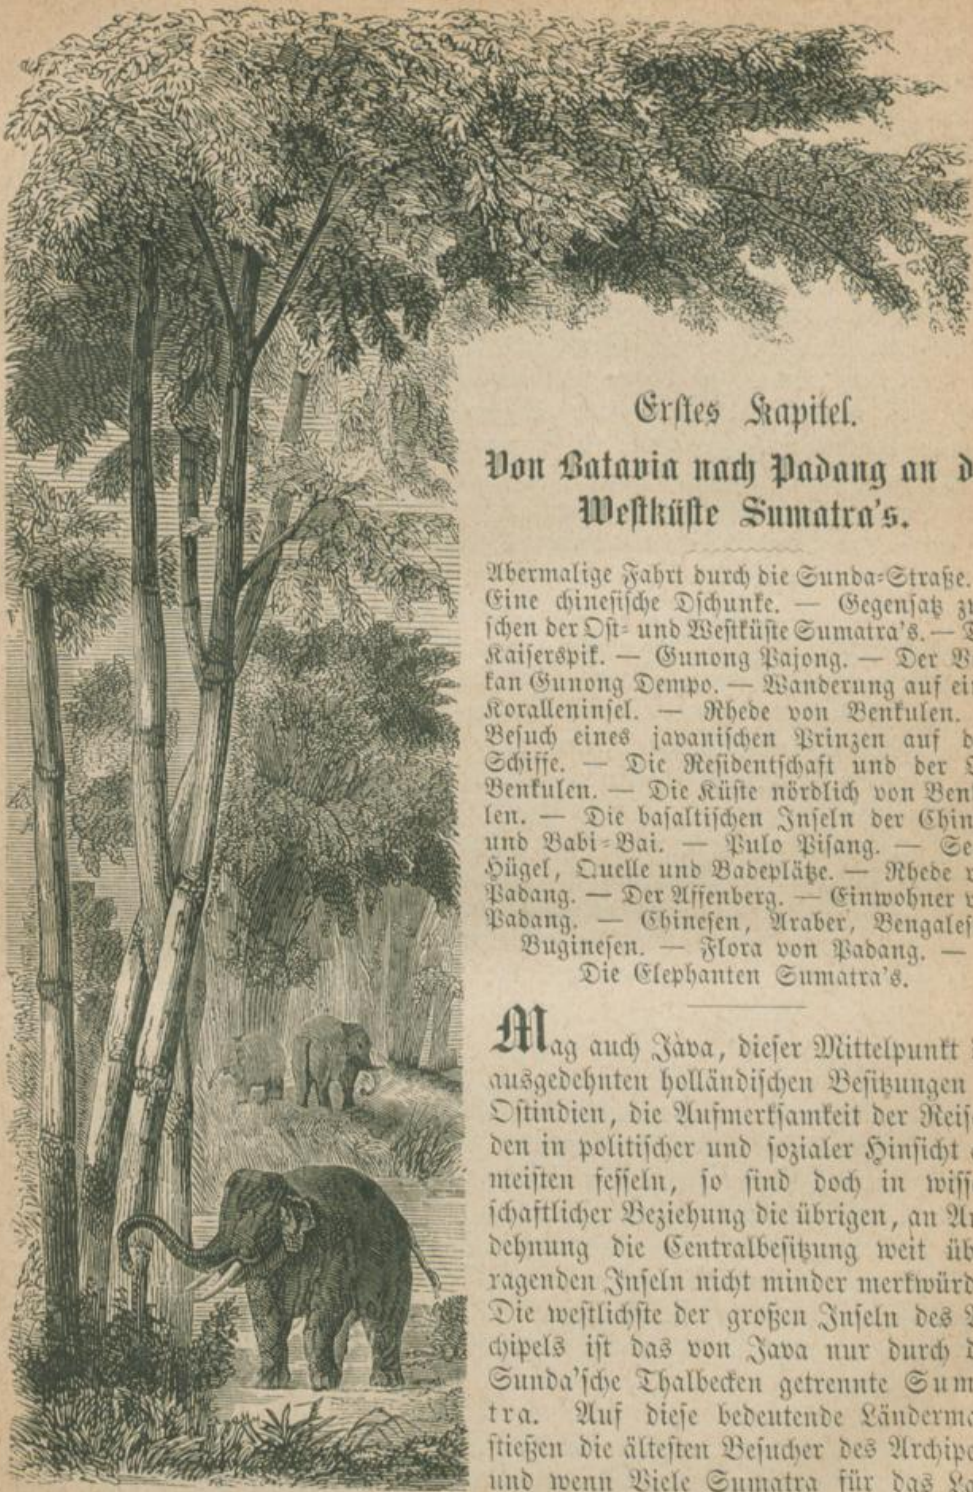 Erstes Kapitel.
Von Batavia nach Padang an d
Westküste Sumatra's.
Abermalige Fahrt durch die Sunda-Straße.
Eine chinesische Dschunke. — Gegensatz zw
schen der Ost- und Westküste Sumatra's. —
Kaiserspik. — Gunong Pajong. — Der V
kan Gunong Dempo. — Wanderung auf ein
Koralleninsel. — Rhede von Benkulen.
Besuch eines javanischen Prinzen auf d
Schiffe. — Die Residentschaft und der
Benkulen. — Die Küste nördlich von Benk
len. — Die basaltischen Inseln der Chin
und Babi-Bai. — Pulo Pisang. — Se
Hügel, Quelle und Badeplätze. — Rhede v
Padang. — Der Affenberg. — Einwohner v
Padang. — Chinesen, Araber, Bengales
Buginesen. — Flora von Padang. —
Die Elephanten Sumatra's.
Mag auch Java, dieser Mittelpunkt
ausgedehnten holländischen Besitzungen
Ostindien, die Aufmerksamkeit der Reise
den in politischer und sozialer Hinsicht
meisten fesseln, so sind doch in wisse
schaftlicher Beziehung die übrigen, an Au
dehnung die Centralbesitzung weit üb
ragenden Inseln nicht minder merkwürd
Die westlichste der großen Inseln des
chipels ist das von Java nur durch d
Sunda'sche Thalbecken getrennte Sum
tra. Auf diese bedeutende Länderma
stießen die ältesten Besucher des Archipe
und wenn Viele Sumatra für das La